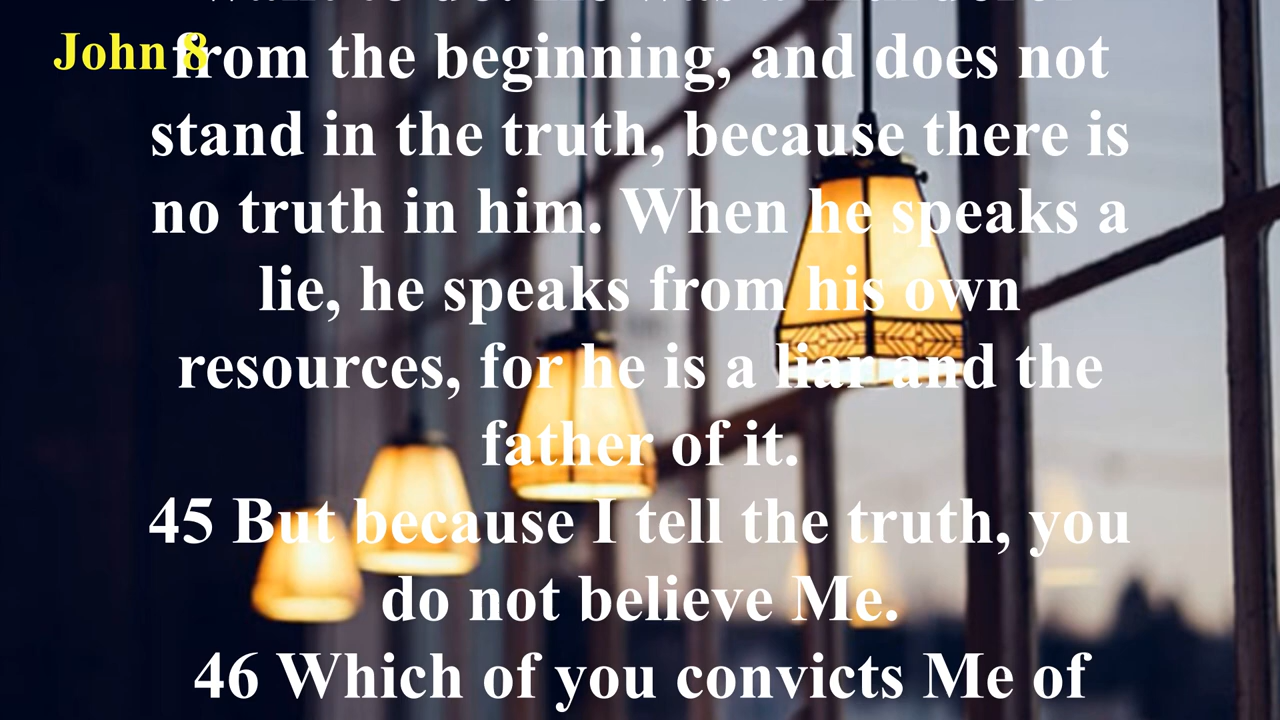 John 8
from the beginning, and does not
stand in the truth, because there is
no truth in him. When he speaks a
lie, he speaks from his own
resources, for he is a liar and the
father of it.
45 But because I tell the truth, you
do not believe Me.
46 Which of you convicts Me of